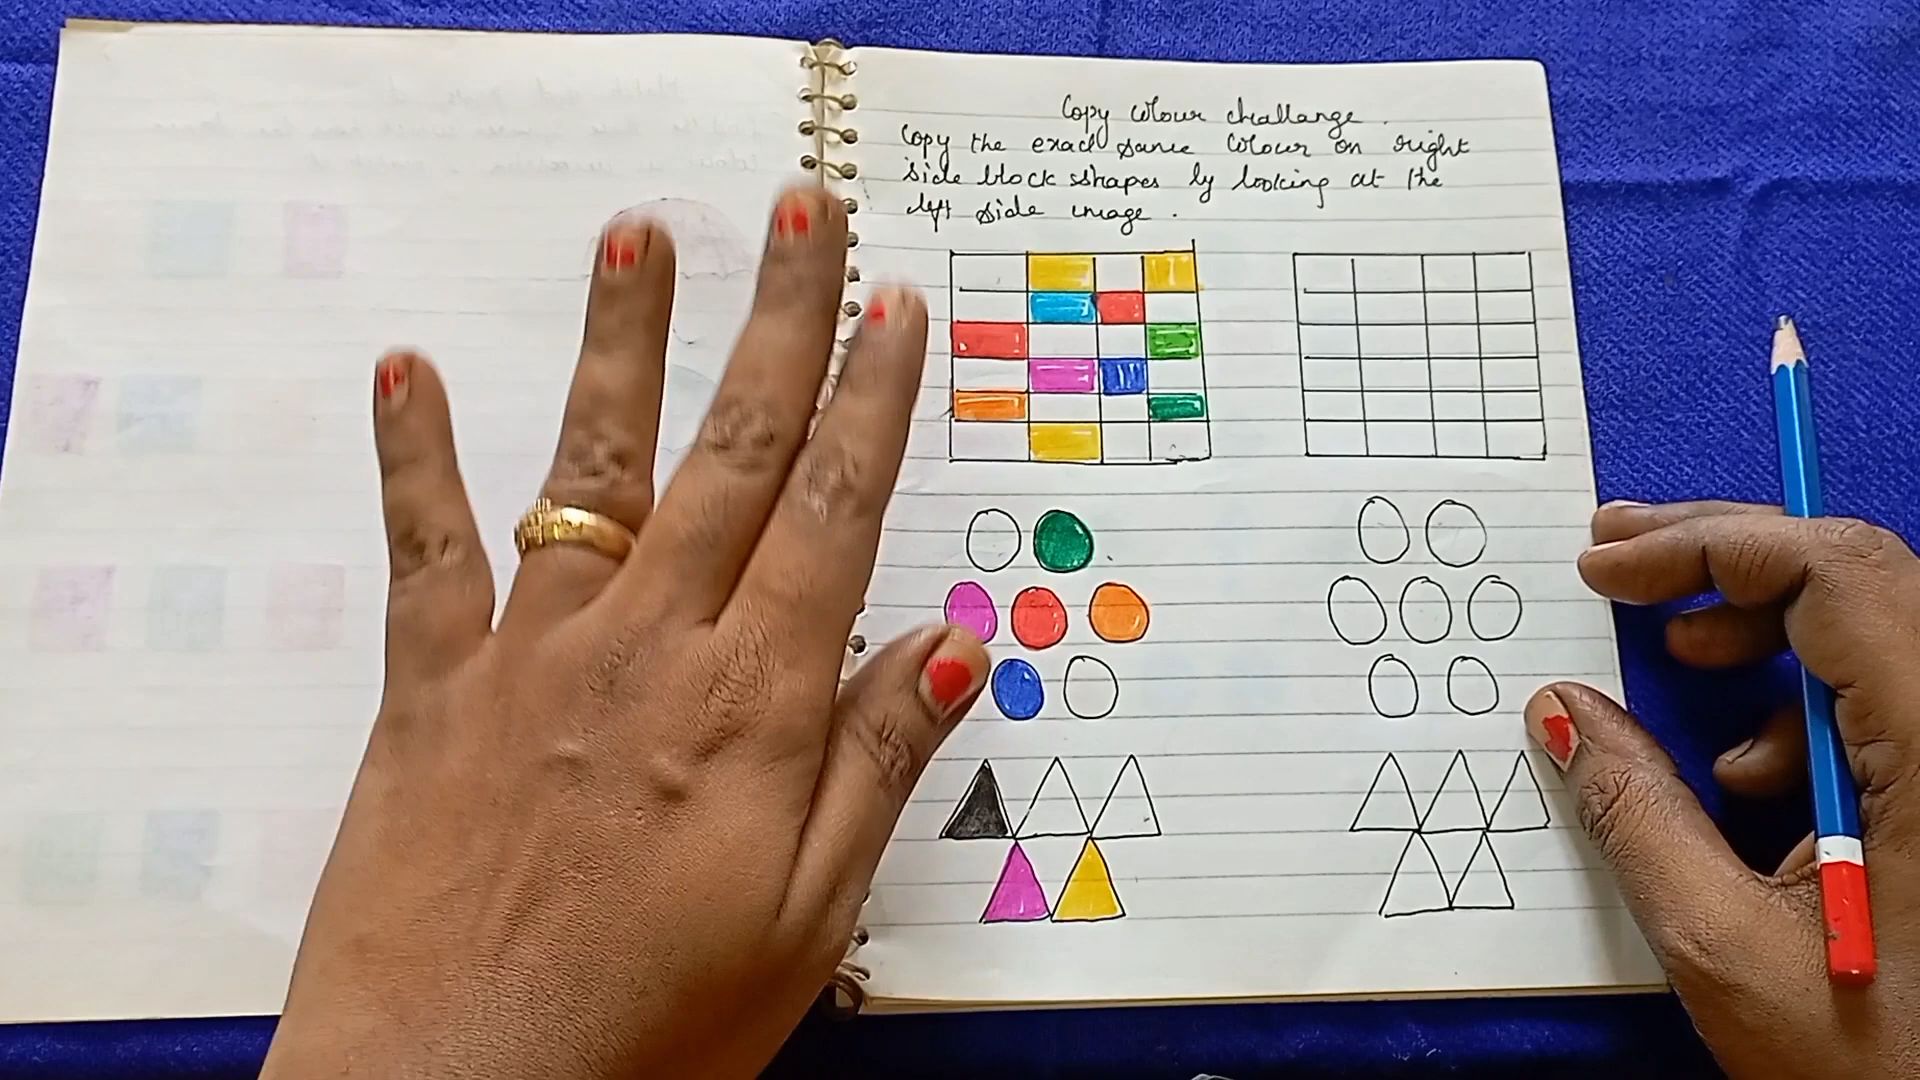 Copy Colour challange.
Copy the exact same Colour on right
side block shapes by looking at the
left side image.